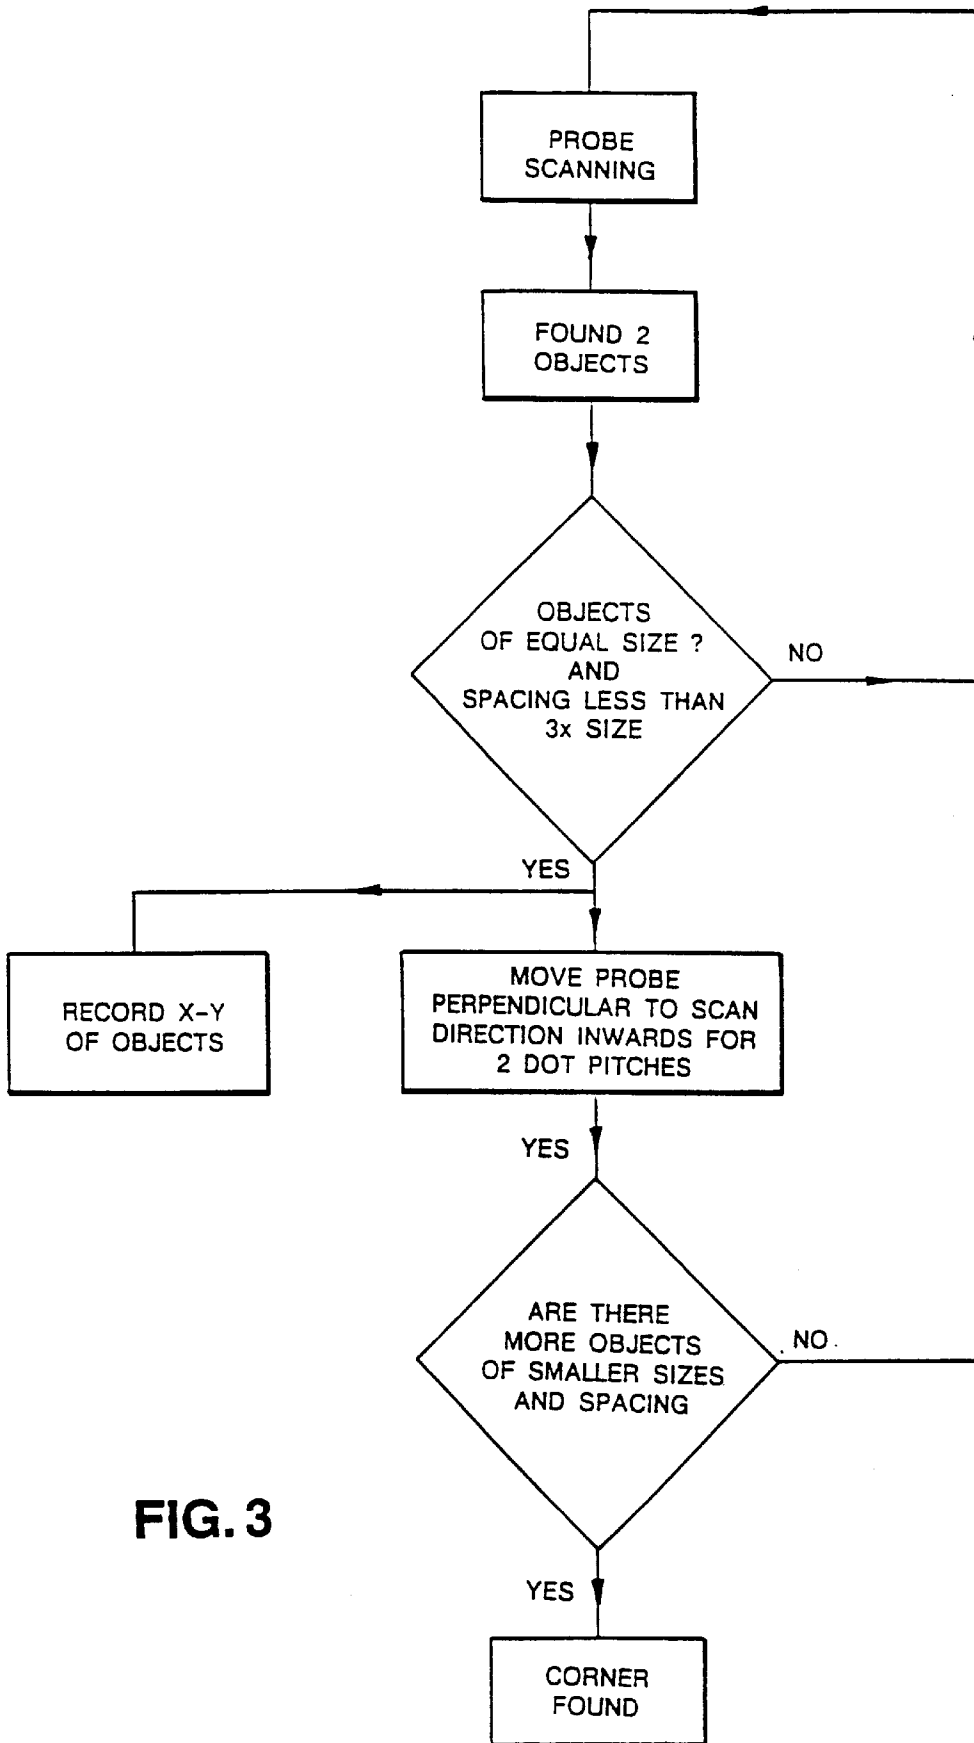 PROBE
SCANNING
FOUND 2
OBJECTS
OBJECTS
OF EQUAL SIZE ?
AND
SPACING LESS THAN
3x SIZE
NO
YES
RECORD X-Y
OF OBJECTS
MOVE PROBE
PERPENDICULAR TO SCAN
DIRECTION INWARDS FOR
2 DOT PITCHES
YES
ARE THERE
MORE OBJECTS
OF SMALLER SIZES
AND SPACING
NO
FIG. 3
YES
CORNER
FOUND